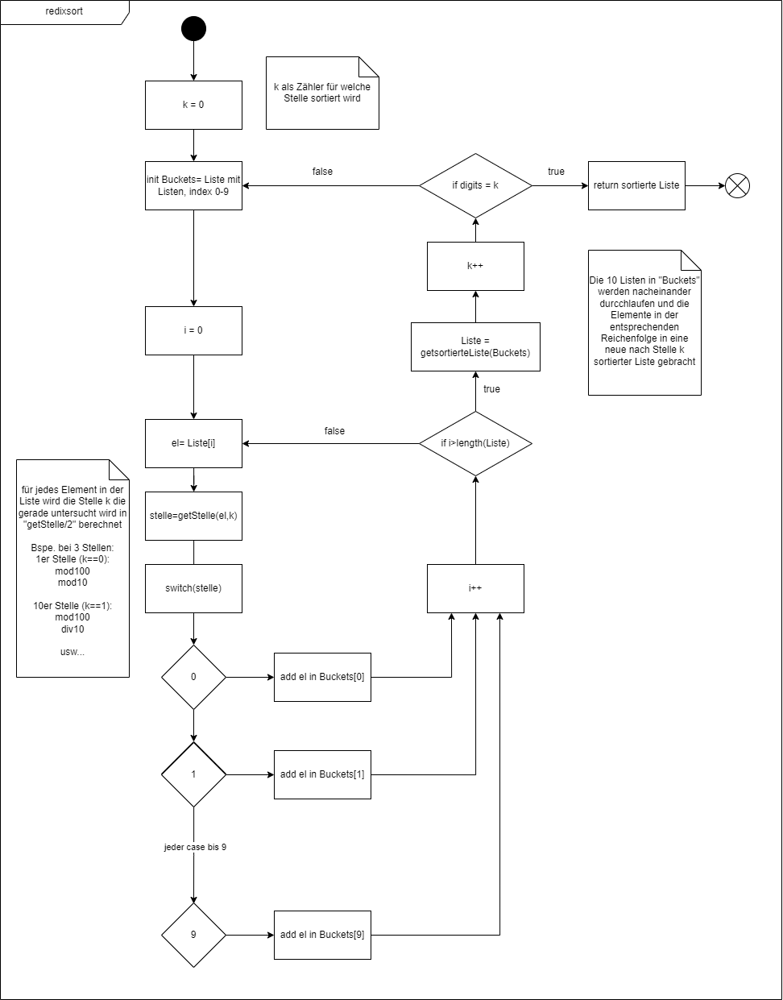 redixsort
k = 0
k als Zähler für welche
Stelle sortiert wird
init Buckets= Liste mit
Listen, index 0-9
false
if digits = k
true
return sortierte Liste
k++
Die 10 Listen in "Buckets"
werden nacheinander
durcchlaufen und die
Elemente in der
entsprechenden
Reichenfolge in eine
neue nach Stelle k
sortierter Liste gebracht
i = 0
Liste =
getsortierteListe(Buckets)
true
el= Liste[i]
false
if i>length(Liste)
für jedes Element in der
Liste wird die Stelle k die
gerade untersucht wird in
"getStelle/2" berechnet
Bspe. bei 3 Stellen:
1er Stelle (k==0):
mod100
mod10
10er Stelle (k==1):
mod100
div10
usw...
stelle=getStelle(el,k)
switch(stelle)
i++
0
add el in Buckets[0]
1
add el in Buckets[1]
jeder case bis 9
9
add el in Buckets[9]